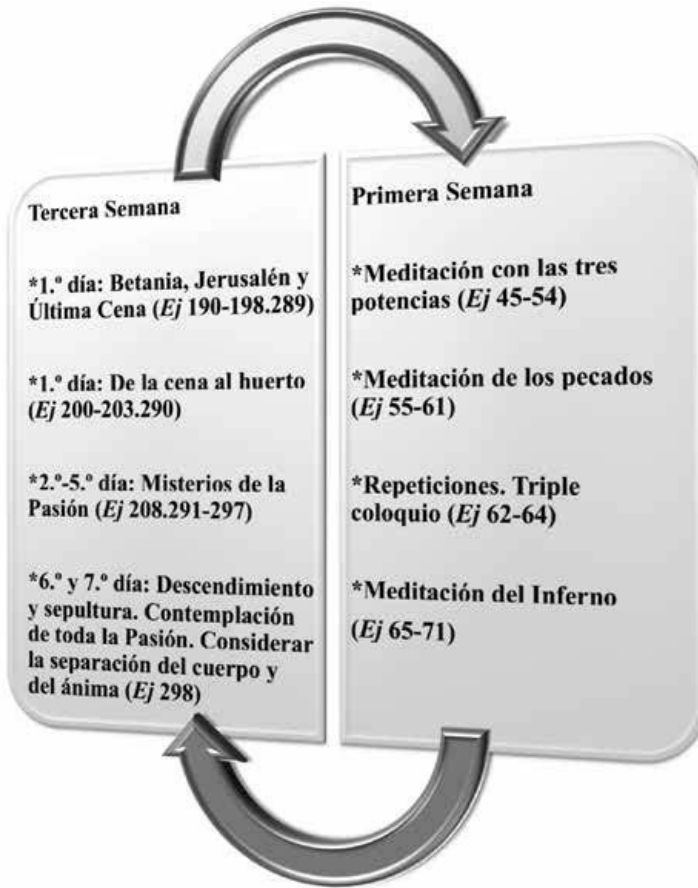 Tercera Semana
*1.º día: Betania, Jerusalén y
Última Cena (Ej 190-198.289)
*1.º día: De la cena al huerto
(Ej 200-203.290)
*2.º-5.º día: Misterios de la
Pasión (Ej 208.291-297)
*6.º y 7.º día: Descendimiento
y sepultura. Contemplación
de toda la Pasión. Considerar
la separación del cuerpo y
del ánima (Ej 298)
Primera Semana
*Meditación con las tres
potencias (Ej 45-54)
*Meditación de los pecados
(Ej 55-61)
*Repeticiones. Triple
coloquio (Ej 62-64)
*Meditación del Inferno
(Ej 65-71)